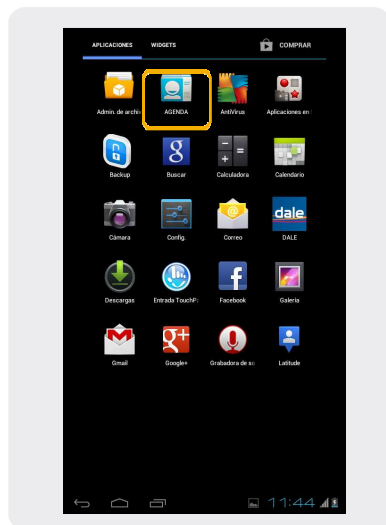 APLICACIONES WIDGETS COMPRAR
Admin. de archi AGENDA AntiVirus Aplicaciones en
Backup Buscar Calculadora Calendario
dale
Cámara Config. Correo DALE
Descargas Entrada TouchP Facebook Galería
Gmail Google+ Grabadora de so Latitude
11:44